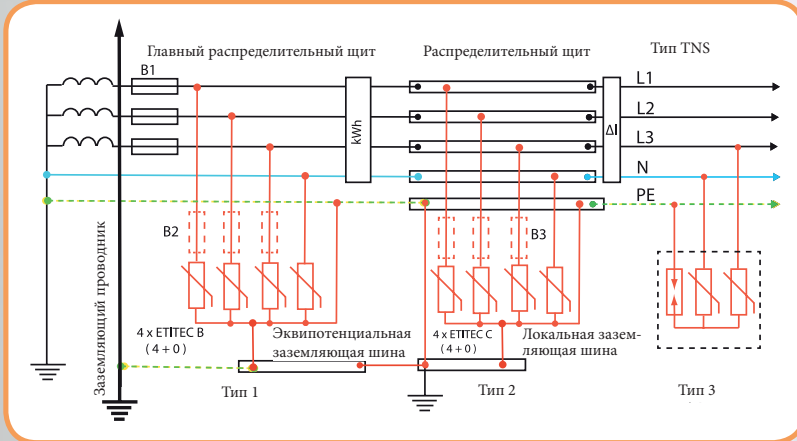 Главный распределительный щит
Распределительный щит
Тип TNS
B1
L1
L2
L3
N
PE
kWh
ΔI
Заземляющий проводник
B2
B3
4 x ETITEC B
(4+0)
Эквипотенциальная
заземляющая шина
4 x ETITEC C
(4+0)
Локальная зазем-
ляющая шина
Тип 1
Тип 2
Тип 3